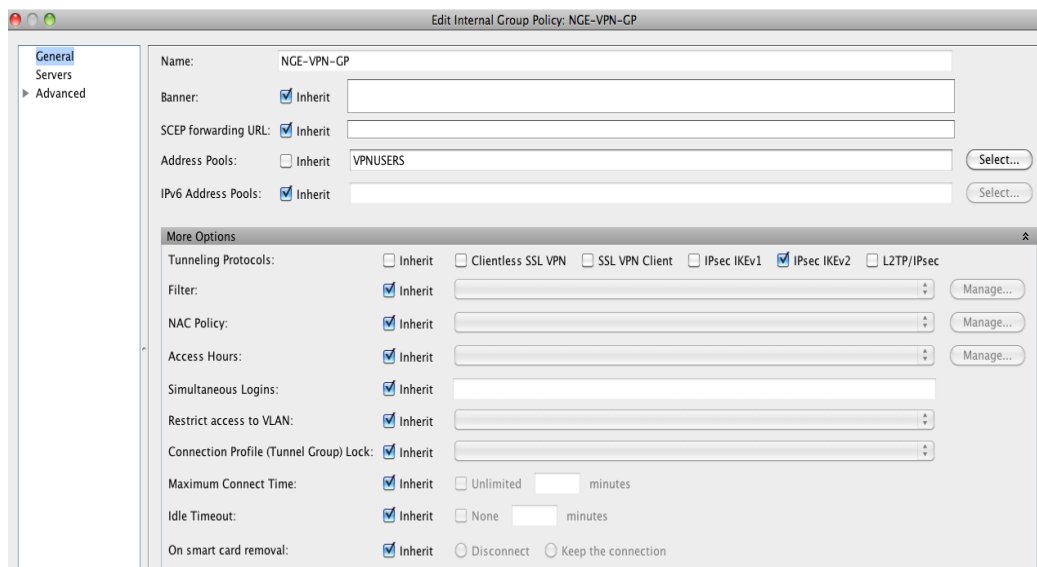 Edit Internal Group Policy: NGE-VPN-GP
General
Servers
Advanced
Name: NGE-VPN-GP
Banner: Inherit
SCEP forwarding URL: Inherit
Address Pools: Inherit VPNUSERS Select...
IPv6 Address Pools: Inherit Select...
More Options
Tunneling Protocols: Inherit Clientless SSL VPN SSL VPN Client IPsec IKEv1 IPsec IKEv2 L2TP/IPsec
Filter: Inherit Manage...
NAC Policy: Inherit Manage...
Access Hours: Inherit Manage...
Simultaneous Logins: Inherit
Restrict access to VLAN: Inherit
Connection Profile (Tunnel Group) Lock: Inherit
Maximum Connect Time: Inherit Unlimited minutes
Idle Timeout: Inherit None minutes
On smart card removal: Inherit Disconnect Keep the connection